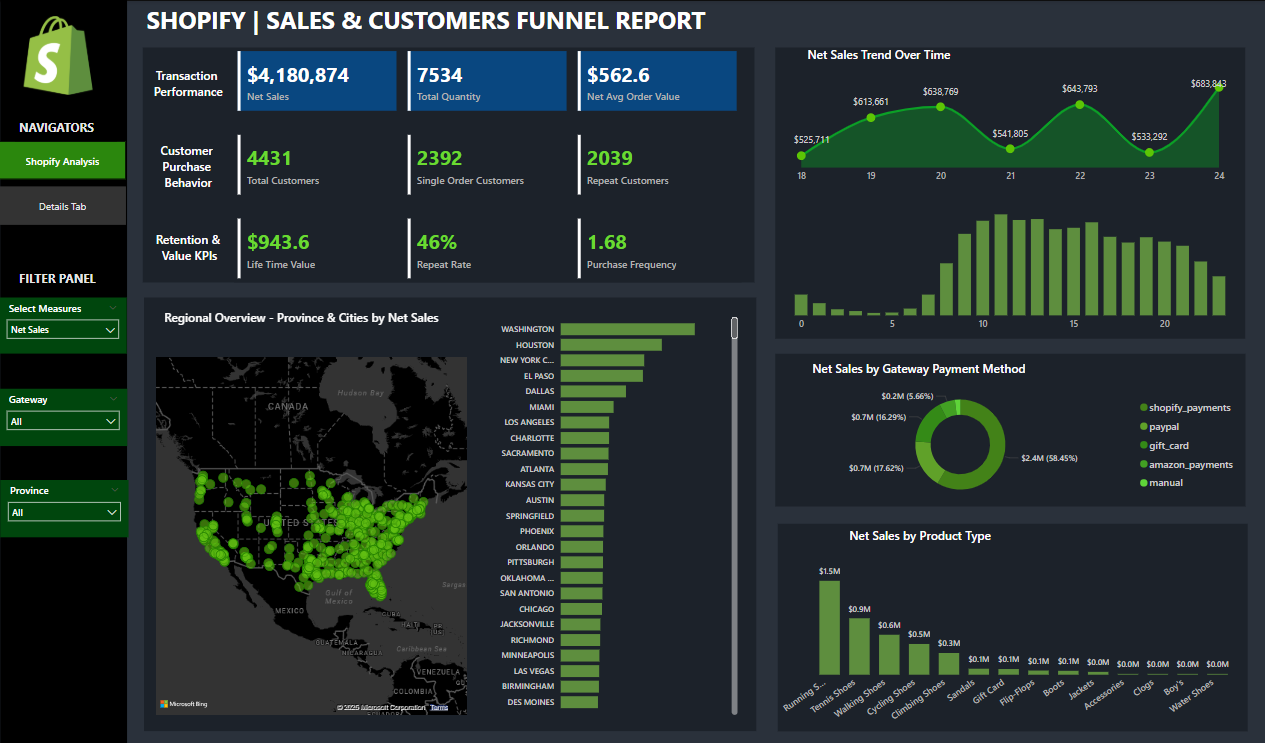 SHOPIFY | SALES & CUSTOMERS FUNNEL REPORT
S
NAVIGATORS
Shopify Analysis
Details Tab
FILTER PANEL
Select Measures
Net Sales
Gateway
All
Province
All
Transaction
Performance
$4,180,874
Net Sales
7534
Total Quantity
$562.6
Net Avg Order Value
Customer
Purchase
Behavior
4431
Total Customers
2392
Single Order Customers
2039
Repeat Customers
Retention &
Value KPIs
$943.6
Life Time Value
46%
Repeat Rate
1.68
Purchase Frequency
Regional Overview - Province & Cities by Net Sales
Hudson Bay
CANADA
UNITED STATES
Gulf of
Mexico
MEXICO
CUBA
HAITI
GUATEMALA
NICARAGUA
Caribbean Sea
VENEZUELA
COLOMBIA
ECUADOR
Sargas
Microsoft Bing
© 2025 Microsoft Corporation Terms
WASHINGTON
HOUSTON
NEW YORK C...
EL PASO
DALLAS
MIAMI
LOS ANGELES
CHARLOTTE
SACRAMENTO
ATLANTA
KANSAS CITY
AUSTIN
SPRINGFIELD
PHOENIX
ORLANDO
PITTSBURGH
OKLAHOMA ...
SAN ANTONIO
CHICAGO
JACKSONVILLE
RICHMOND
MINNEAPOLIS
LAS VEGAS
BIRMINGHAM
DES MOINES
Net Sales Trend Over Time
$525,711
$613,661
$638,769
$541,805
$643,793
$533,292
$683,843
18 19 20 21 22 23 24
0 5 10 15 20
Net Sales by Gateway Payment Method
$0.2M (5.66%)
$0.7M (16.29%)
$0.7M (17.62%)
$2.4M (58.45%)
shopify_payments
paypal
gift_card
amazon_payments
manual
Net Sales by Product Type
$1.5M $0.9M $0.6M $0.5M $0.3M $0.1M $0.1M $0.1M $0.1M $0.0M $0.0M $0.0M $0.0M $0.0M
Running S...
Tennis Shoes
Walking Shoes
Cycling Shoes
Climbing Shoes
Sandals
Gift Card
Flip-Flops
Boots
Jackets
Accessories
Clogs
Boy's
Water Shoes